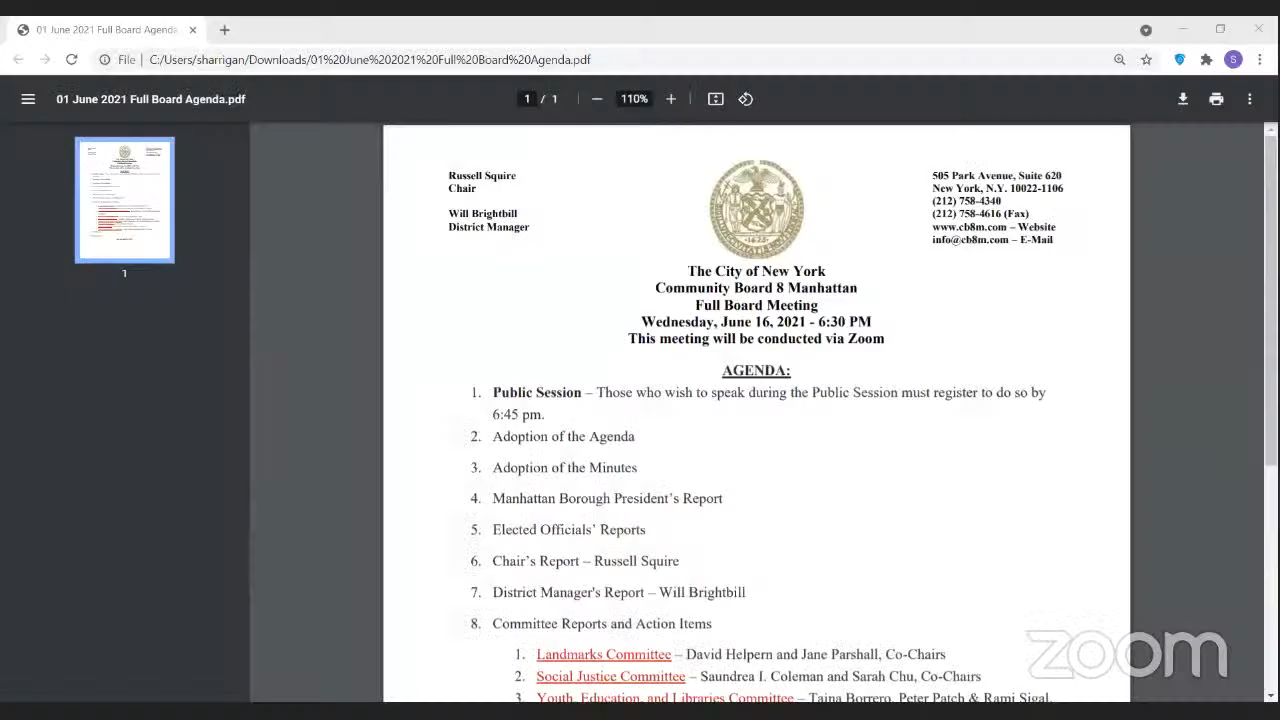 01 June 2021 Full Board Agenda
File | C:/Users/sharrigan/Downloads/01%20June%202021%20Full%20Board%20Agenda.pdf
S
01 June 2021 Full Board Agenda.pdf
1 / 1
110%
1
Russell Squire
Chair
Will Brightbill
District Manager
505 Park Avenue, Suite 620
New York, N.Y. 10022-1106
(212) 758-4340
(212) 758-4616 (Fax)
www.cb8m.com – Website
info@cb8m.com – E-Mail
The City of New York
Community Board 8 Manhattan
Full Board Meeting
Wednesday, June 16, 2021 - 6:30 PM
This meeting will be conducted via Zoom
AGENDA:
1. Public Session – Those who wish to speak during the Public Session must register to do so by
6:45 pm.
2. Adoption of the Agenda
3. Adoption of the Minutes
4. Manhattan Borough President's Report
5. Elected Officials' Reports
6. Chair's Report – Russell Squire
7. District Manager's Report – Will Brightbill
8. Committee Reports and Action Items
1. Landmarks Committee – David Helpern and Jane Parshall, Co-Chairs
2. Social Justice Committee – Saundrea I. Coleman and Sarah Chu, Co-Chairs
3. Youth, Education, and Libraries Committee – Taina Borrero, Peter Patch & Rami Sigal,
zoom